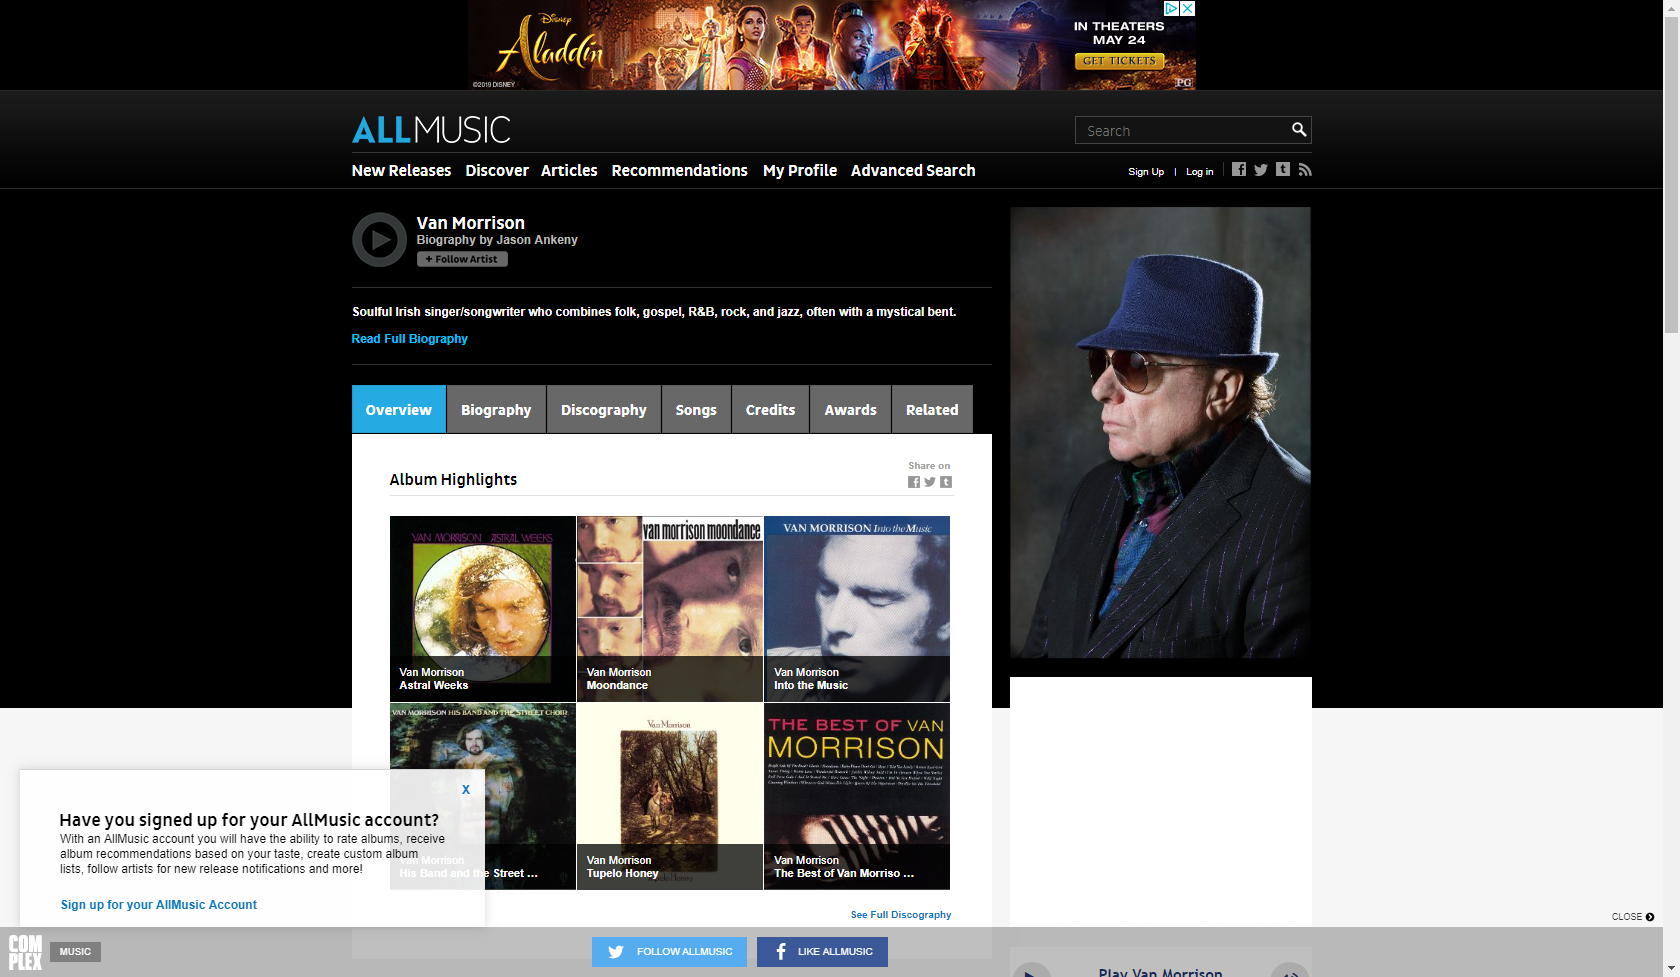 Disney
Aladdin
©2019 DISNEY
IN THEATERS
MAY 24
GET TICKETS
PG
ALLMUSIC
Search
New Releases Discover Articles Recommendations My Profile Advanced Search
Sign Up | Log in
Van Morrison
Biography by Jason Ankeny
+ Follow Artist
Soulful Irish singer/songwriter who combines folk, gospel, R&B, rock, and jazz, often with a mystical bent.
Read Full Biography
Overview Biography Discography Songs Credits Awards Related
Album Highlights
Share on
VAN MORRISON ASTRAL WEEKS
Van Morrison
Astral Weeks
van morrison moondance
Van Morrison
Moondance
VAN MORRISON Into the Music
Van Morrison
Into the Music
VAN MORRISON HIS BAND AND THE STREET CHOIR
Van Morrison
His Band and the Street ...
Van Morrison
Van Morrison
Tupelo Honey
Tupelo Honey
THE BEST OF VAN
MORRISON
Van Morrison
The Best of Van Morriso ...
See Full Discography
X
Have you signed up for your AllMusic account?
With an AllMusic account you will have the ability to rate albums, receive
album recommendations based on your taste, create custom album
lists, follow artists for new release notifications and more!
Sign up for your AllMusic Account
CLOSE
COMPLEX
MUSIC
FOLLOW ALLMUSIC
LIKE ALLMUSIC
Play Van Morrison